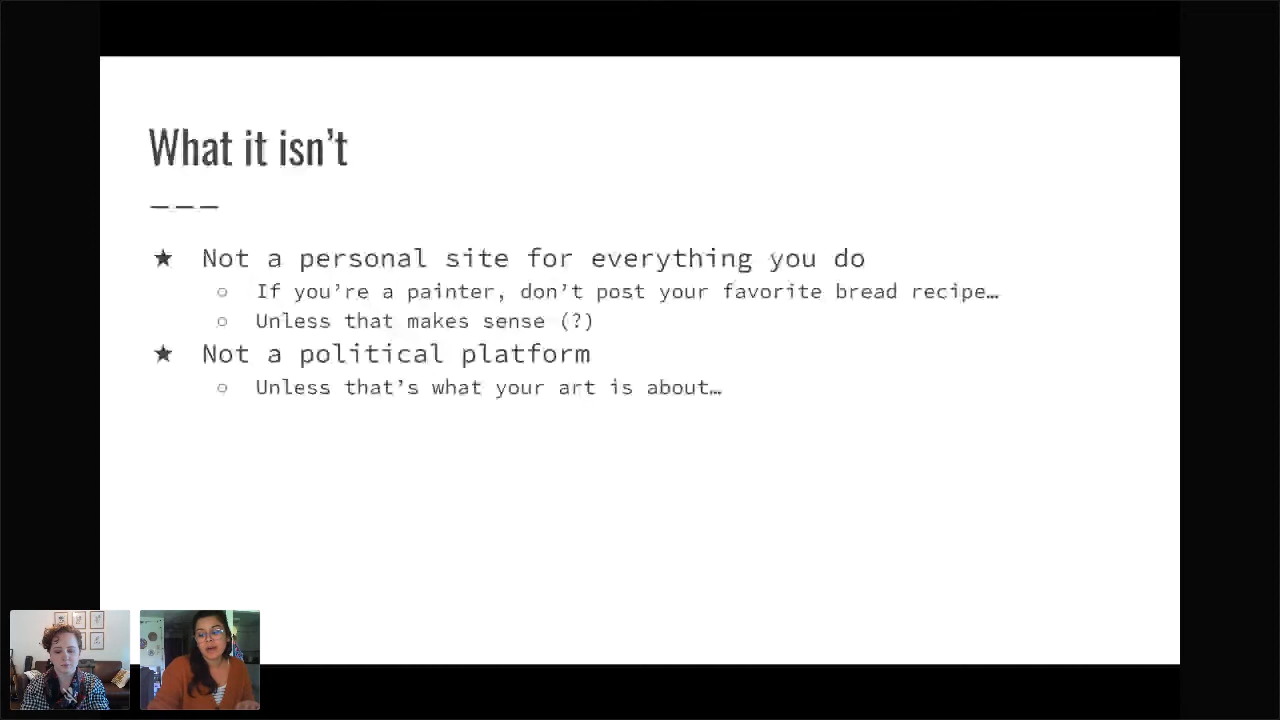 What it isn’t
★ Not a personal site for everything you do
○ If you’re a painter, don’t post your favorite bread recipe…
○ Unless that makes sense (?)
★ Not a political platform
○ Unless that’s what your art is about…